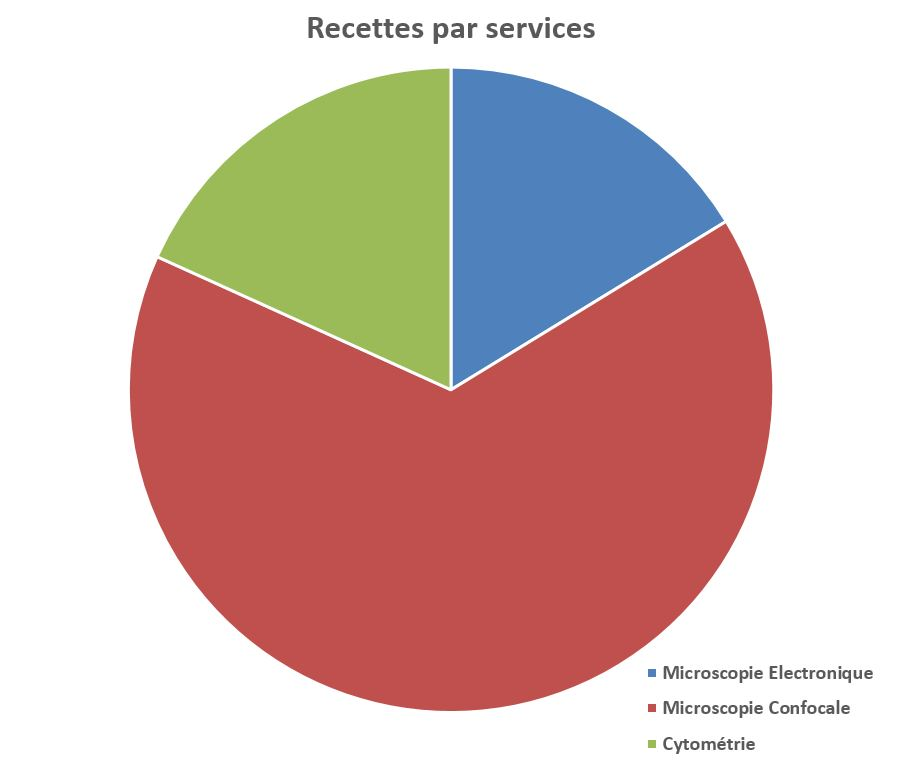 Recettes par services
Microscopie Electronique
Microscopie Confocale
Cytométrie